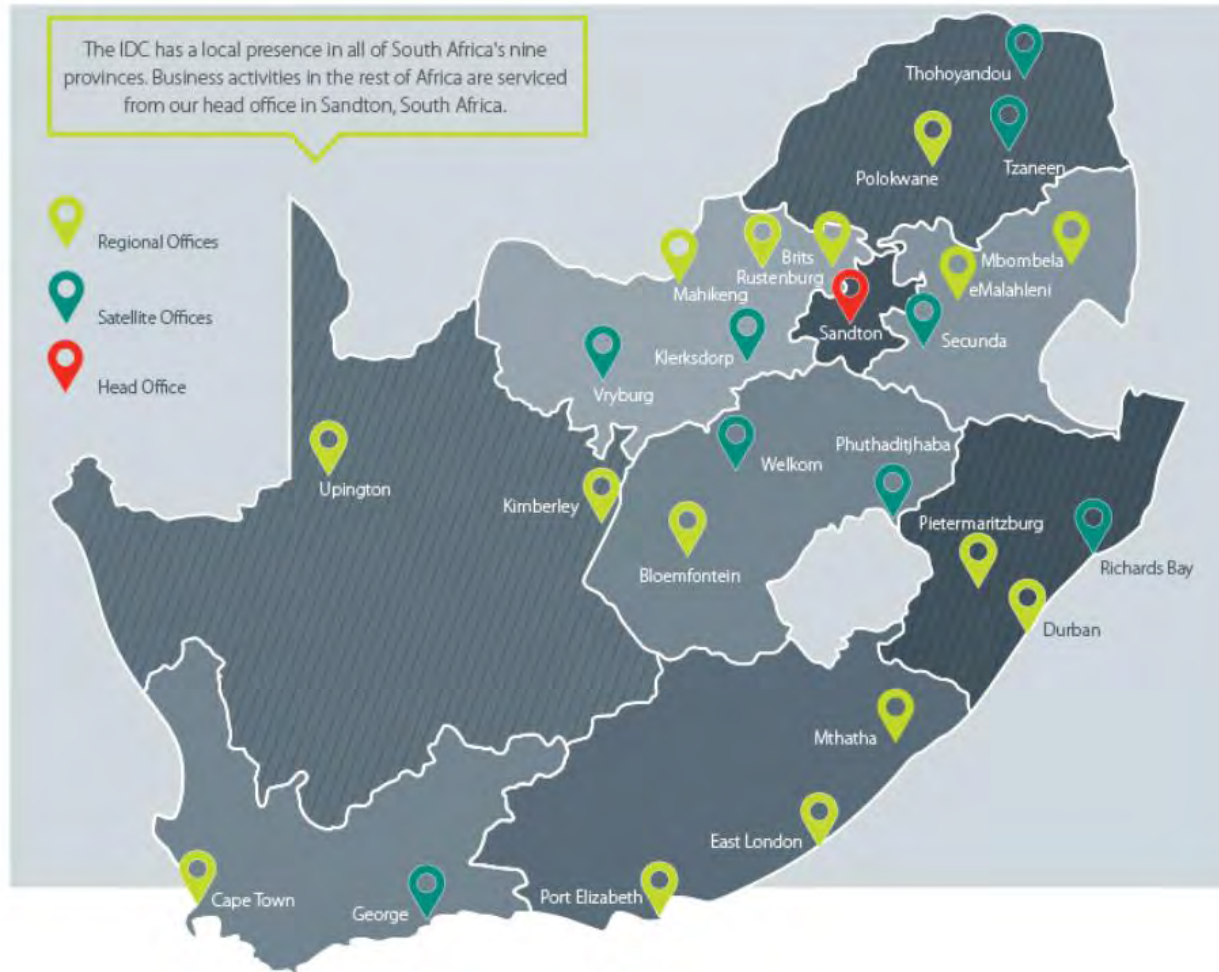 The IDC has a local presence in all of South Africa's nine
provinces. Business activities in the rest of Africa are serviced
from our head office in Sandton, South Africa.
Regional Offices
Satellite Offices
Head Office
Thohoyandou
Polokwane
Tzaneen
Brits
Rustenburg
Mahikeng
Mbombela
eMalahleni
Sandton
Secunda
Klerksdorp
Vryburg
Upington
Kimberley
Welkom
Phuthaditjhaba
Bloemfontein
Pietermaritzburg
Richards Bay
Durban
Mthatha
East London
Port Elizabeth
Cape Town
George